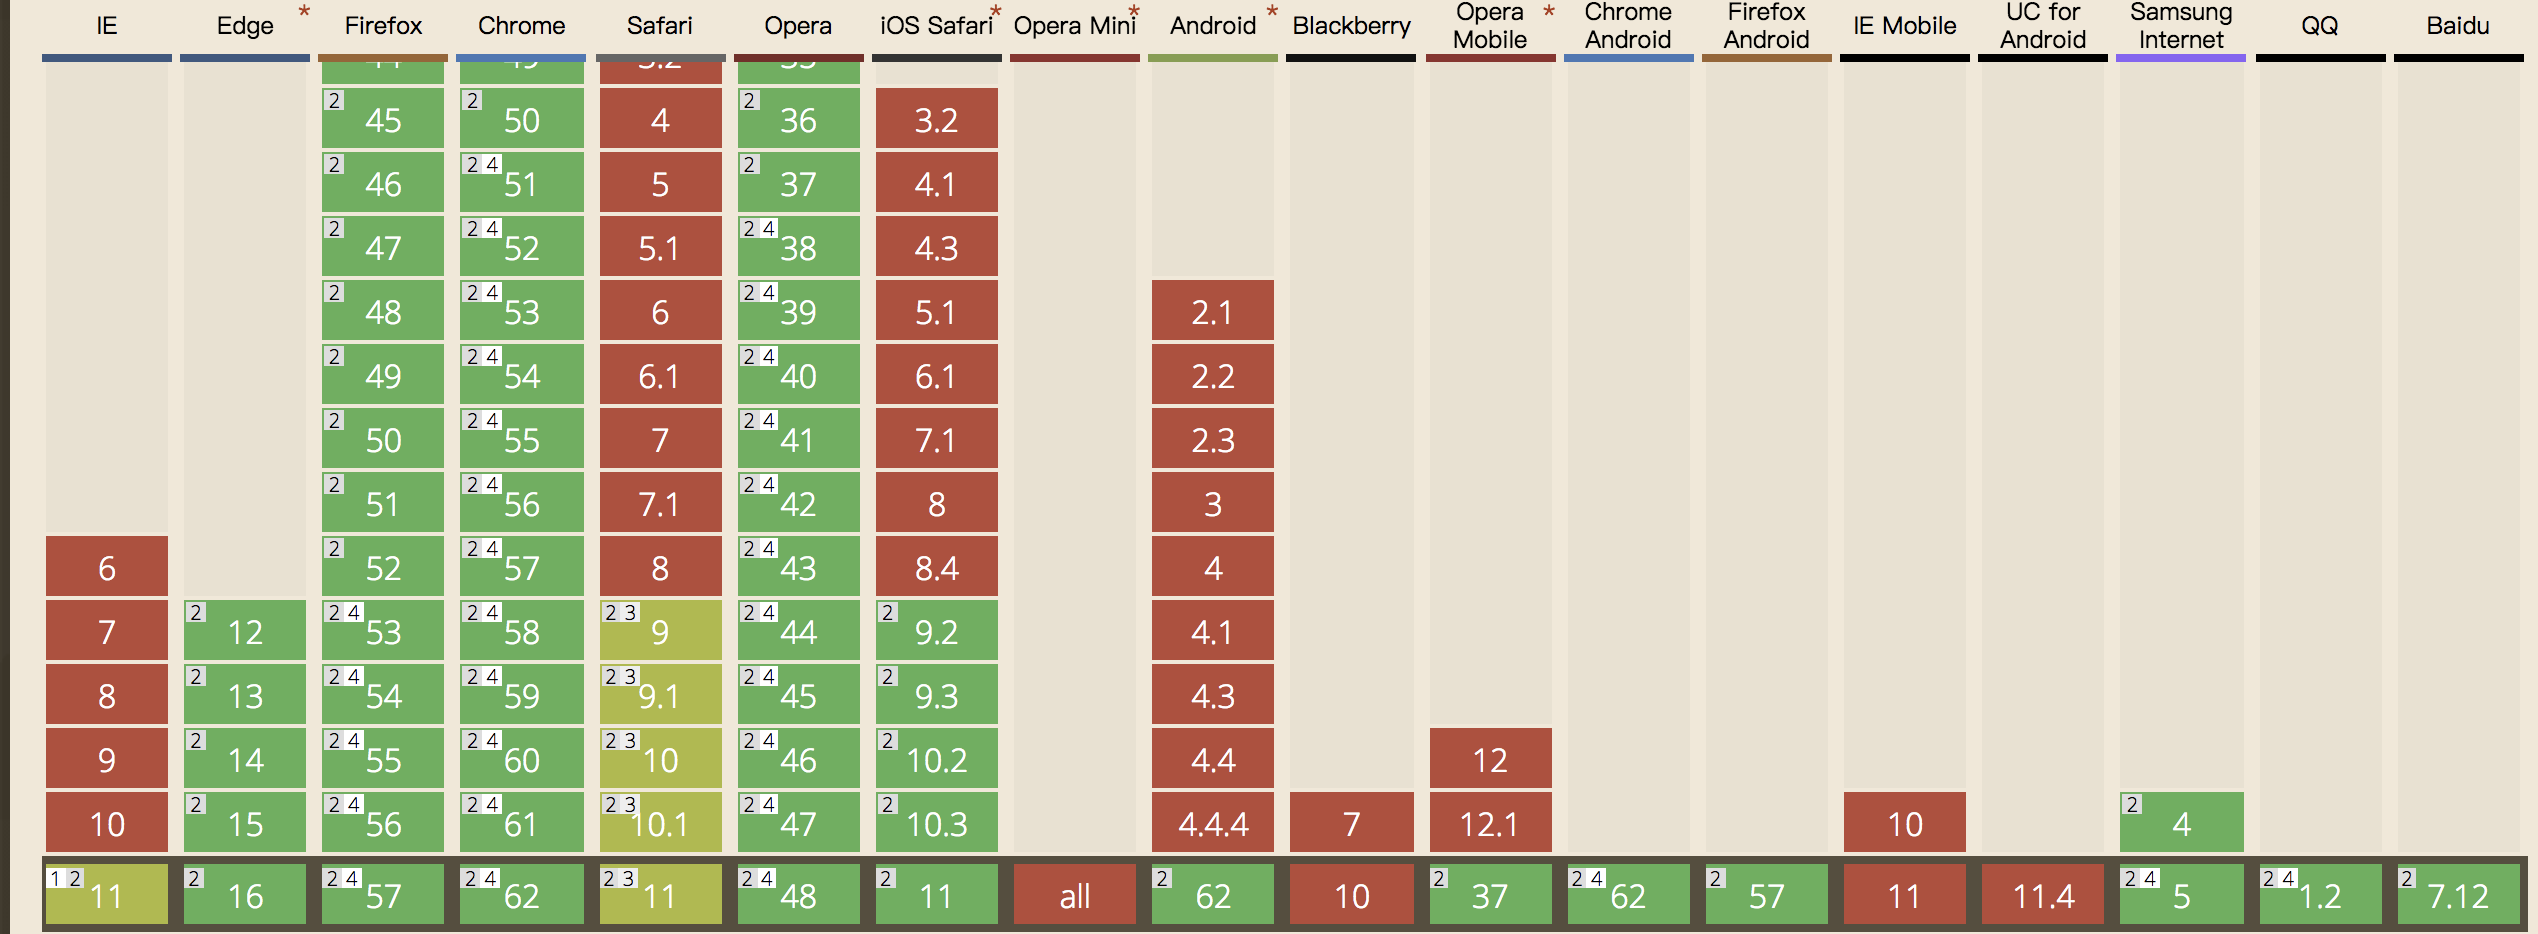 IE Edge * Firefox Chrome Safari Opera iOS Safari * Opera Mini * Android * Blackberry Opera Mobile * Chrome Android Firefox Android IE Mobile UC for Android Samsung Internet QQ Baidu
44 49 3.2 35
2 45 2 50 4 2 36 3.2
2 46 2 4 51 5 2 37 4.1
2 47 2 4 52 5.1 2 4 38 4.3
2 48 2 4 53 6 2 4 39 5.1 2.1
2 49 2 4 54 6.1 2 4 40 6.1 2.2
2 50 2 4 55 7 2 4 41 7.1 2.3
2 51 2 4 56 7.1 2 4 42 8 3
6 2 52 2 4 57 8 2 4 43 8.4 4
7 2 12 2 4 53 2 4 58 2 3 9 2 4 44 2 9.2 4.1
8 2 13 2 4 54 2 4 59 2 3 9.1 2 4 45 2 9.3 4.3
9 2 14 2 4 55 2 4 60 2 3 10 2 4 46 2 10.2 4.4 12
10 2 15 2 4 56 2 4 61 2 3 10.1 2 4 47 2 10.3 4.4.4 7 12.1 10 2 4
1 2 11 2 16 2 4 57 2 4 62 2 3 11 2 4 48 2 11 all 2 62 10 2 37 2 4 62 2 57 11 11.4 2 4 5 2 4 1.2 2 7.12